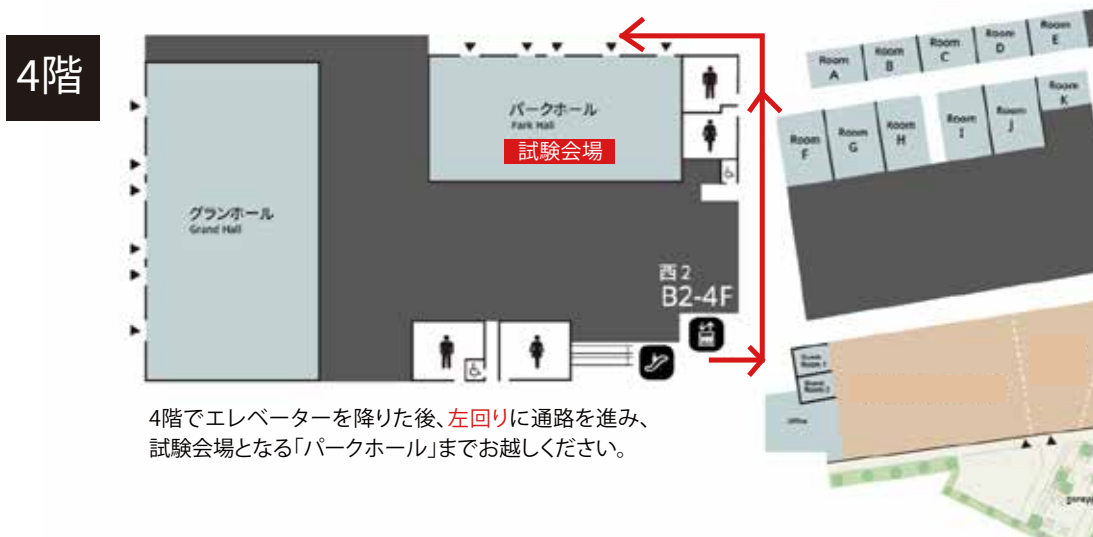 4階
パークホール
Park Hall
試験会場
グランホール
Grand Hall
西2
B2-4F
4階でエレベーターを降りた後、左回りに通路を進み、
試験会場となる「パークホール」までお越しください。
Room A
Room B
Room C
Room D
Room E
Room F
Room G
Room H
Room I
Room J
Room K
Office